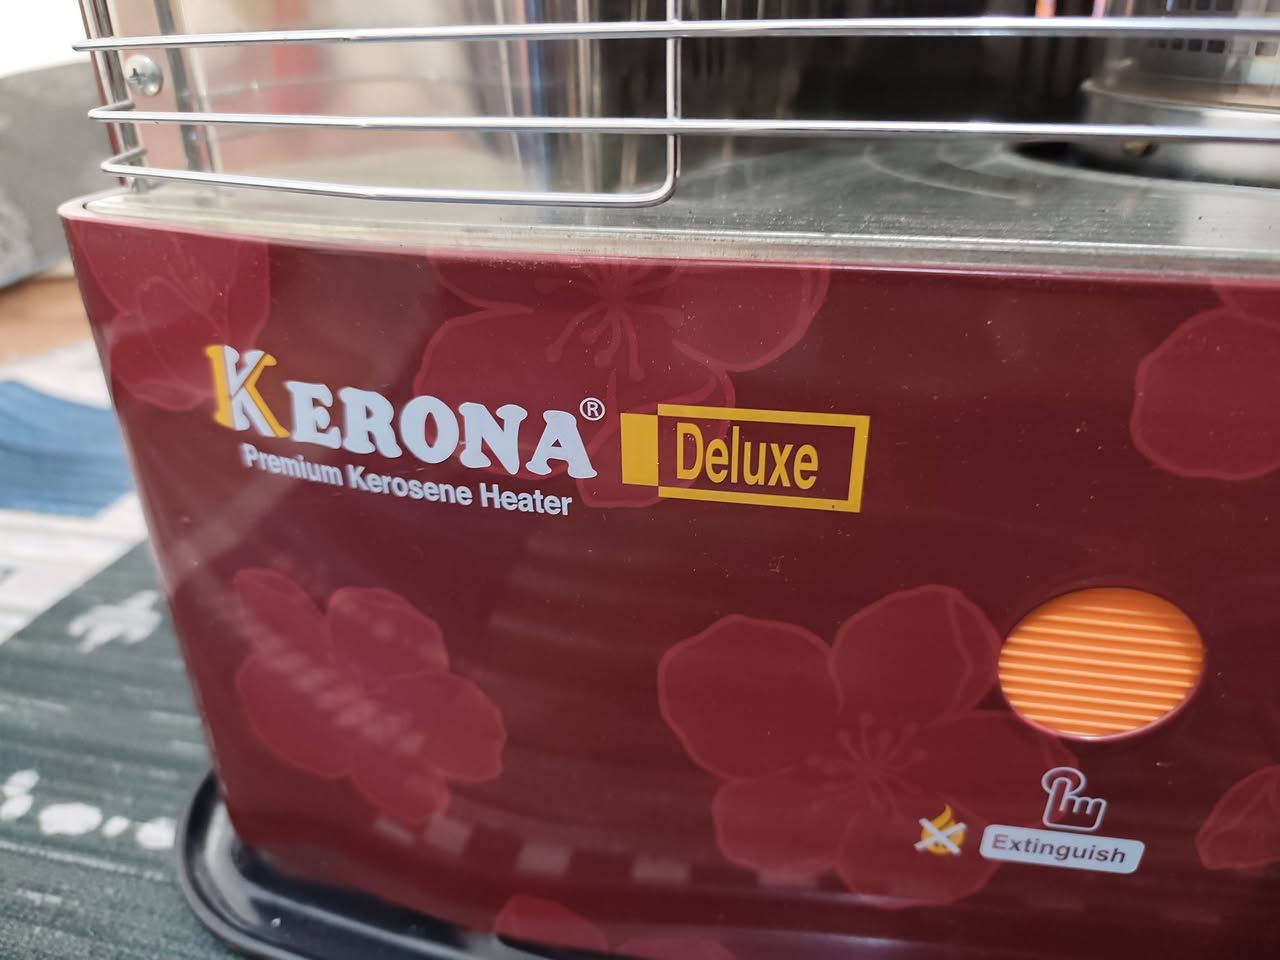 KERONA®
Deluxe
Premium Kerosene Heater
Extinguish